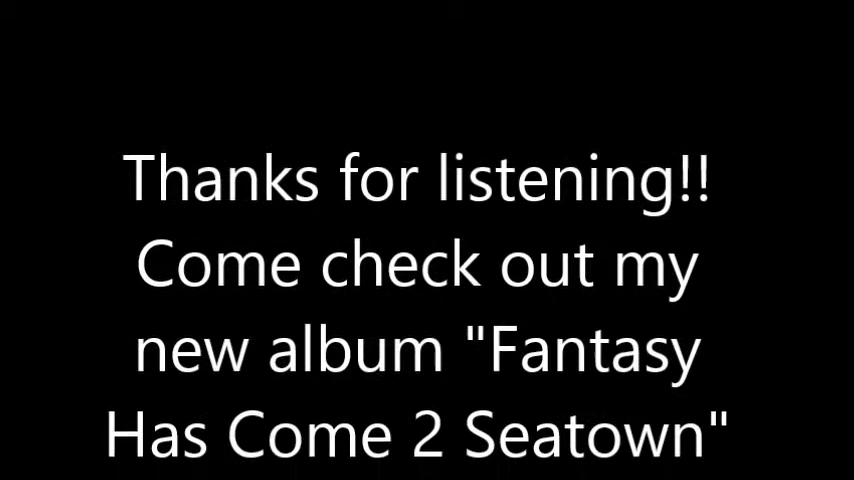 Thanks for listening!!
Come check out my
new album "Fantasy
Has Come 2 Seatown"